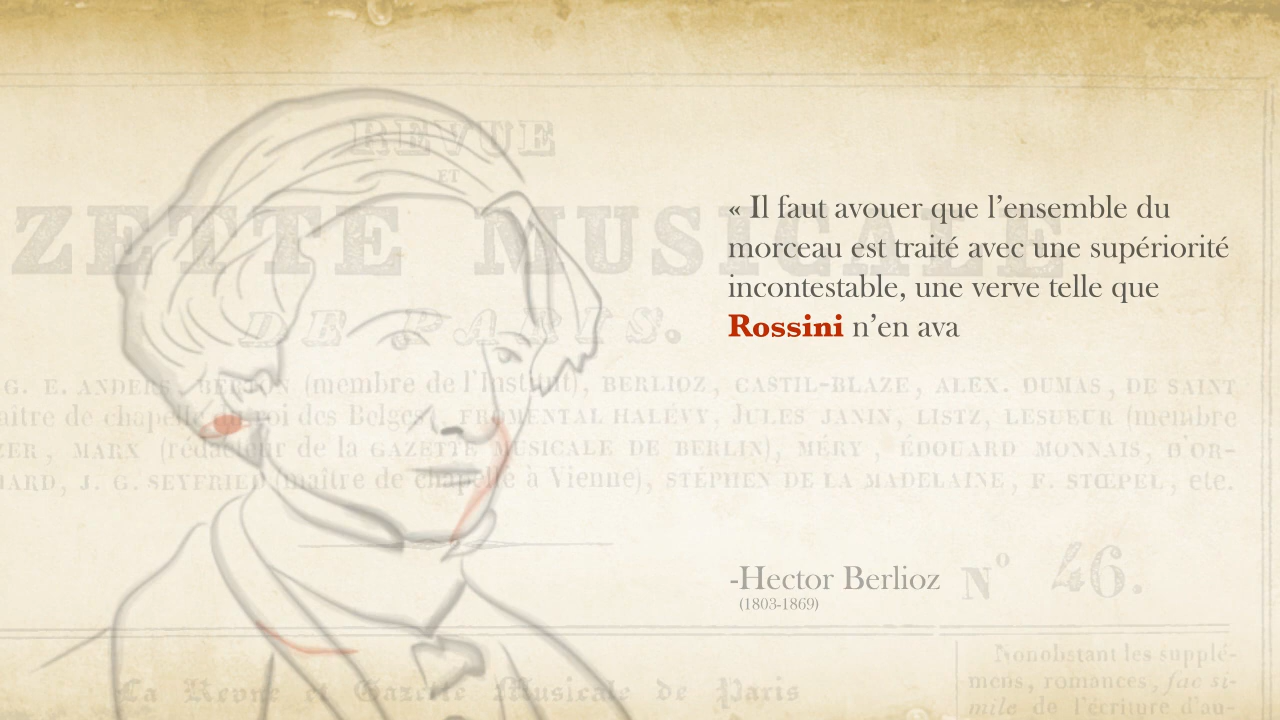 REVUE
ET
ZETTE MUSICALE
DE PARIS.
« Il faut avouer que l’ensemble du
morceau est traité avec une supériorité
incontestable, une verve telle que
Rossini n’en ava
G. E. ANDERS, BERTON (membre de l'Institut), BERLIOZ, CASTIL-BLAZE, ALEX. DUMAS, DE SAINT
aître de chapelle du roi des Belges), FROMENTAL HALÉVY, JULES JANIN, LISTZ, LESUEUR (membre
ZER, MARX (rédacteur de la GAZETTE MUSICALE DE BERLIN), MÉRY, ÉDOUARD MONNAIS, D'OR-
HARD, J. G. SEYFRIED (maître de chapelle à Vienne), STÉPHEN DE LA MADELAINE, F. STŒPEL, etc.
-Hector Berlioz
(1803-1869)
No 46.
La Revue et Gazette Musicale de Paris
Nonobstant les supplé-
mens, romances, fac si-
mile de l'écriture d'au-